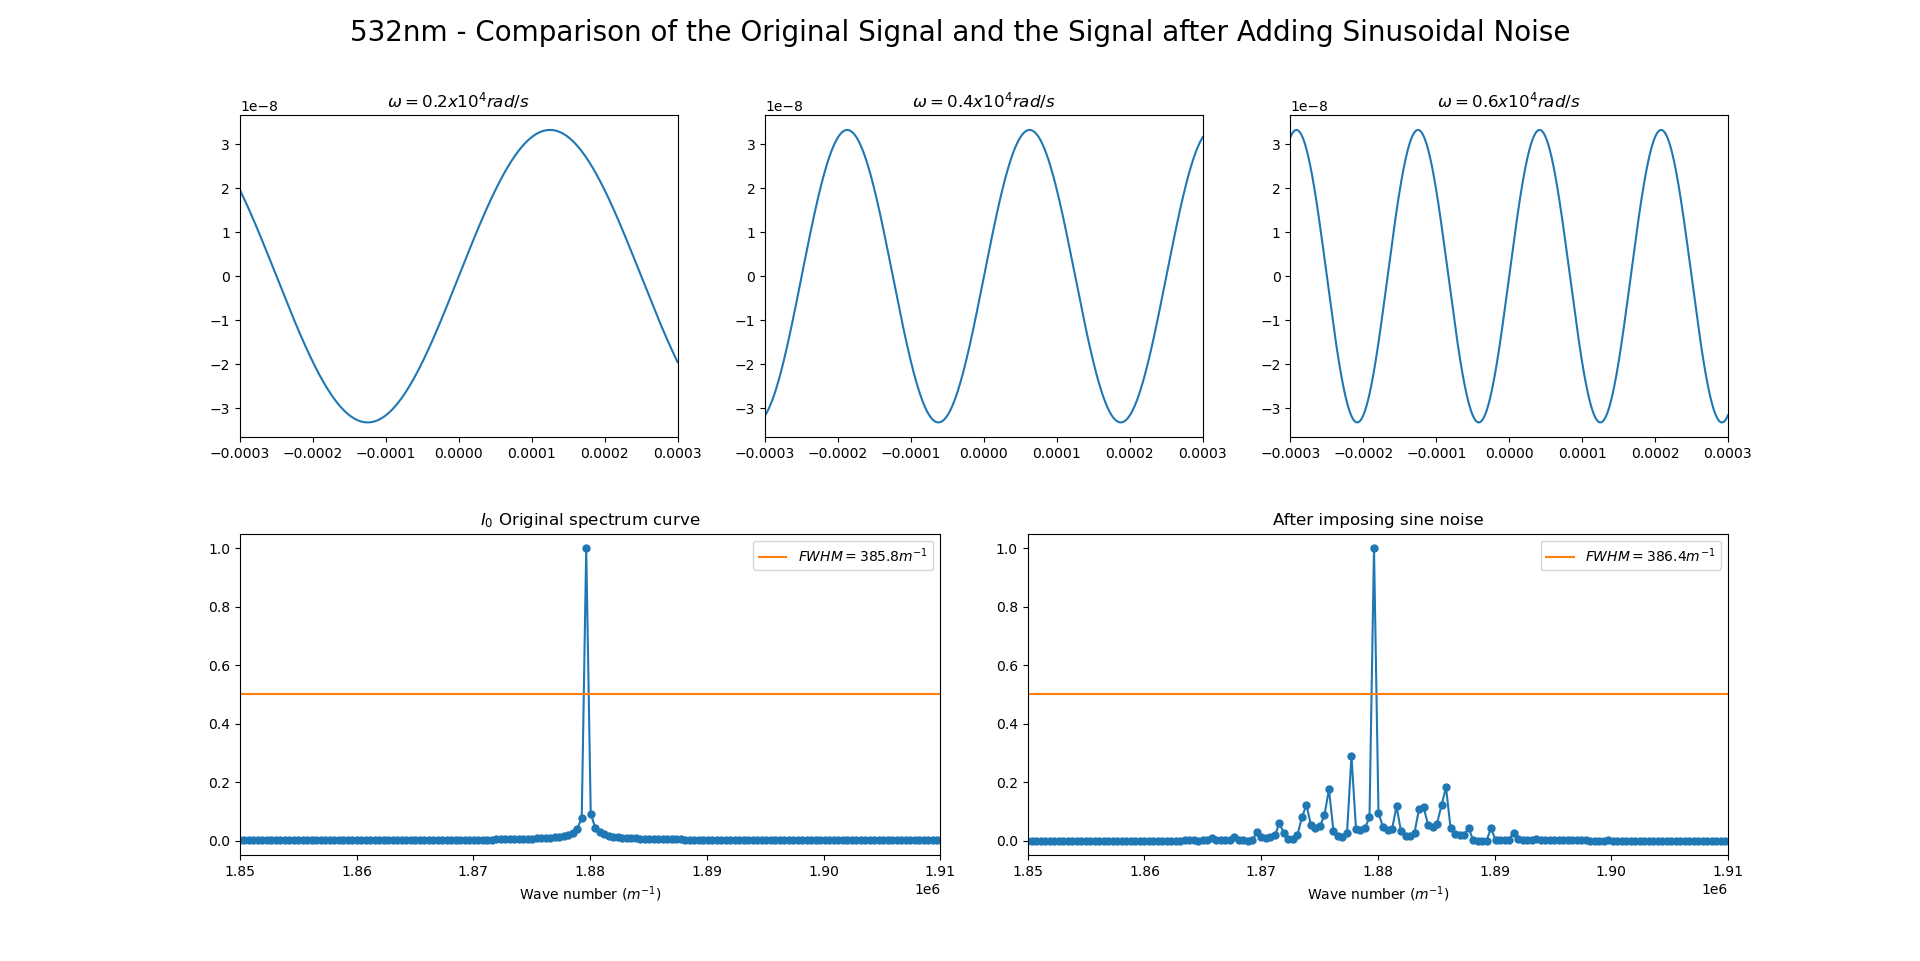 532nm - Comparison of the Original Signal and the Signal after Adding Sinusoidal Noise
ω = 0.2x10⁴rad/s
1e−8
3
2
1
0
−1
−2
−3
−0.0003 −0.0002 −0.0001 0.0000 0.0001 0.0002 0.0003
ω = 0.4x10⁴rad/s
1e−8
3
2
1
0
−1
−2
−3
−0.0003 −0.0002 −0.0001 0.0000 0.0001 0.0002 0.0003
ω = 0.6x10⁴rad/s
1e−8
3
2
1
0
−1
−2
−3
−0.0003 −0.0002 −0.0001 0.0000 0.0001 0.0002 0.0003
I₀ Original spectrum curve
FWHM = 385.8m⁻¹
1.0
0.8
0.6
0.4
0.2
0.0
1.85 1.86 1.87 1.88 1.89 1.90 1.91
1e6
Wave number (m⁻¹)
After imposing sine noise
FWHM = 386.4m⁻¹
1.0
0.8
0.6
0.4
0.2
0.0
1.85 1.86 1.87 1.88 1.89 1.90 1.91
1e6
Wave number (m⁻¹)